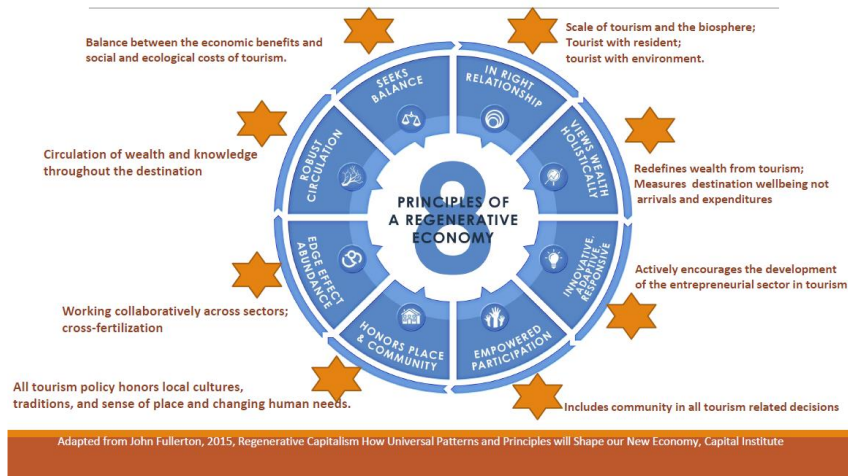 Scale of tourism and the biosphere;
Tourist with resident;
tourist with environment.
Balance between the economic benefits and
social and ecological costs of tourism.
SEEKS
BALANCE
IN RIGHT
RELATIONSHIP
Circulation of wealth and knowledge
throughout the destination
ROBUST
CIRCULATION
VIEWS WEALTH
HOLISTICALLY
Redefines wealth from tourism;
Measures destination wellbeing not
arrivals and expenditures
8
PRINCIPLES OF
A REGENERATIVE
ECONOMY
EDGE EFFECT
ABUNDANCE
INNOVATIVE,
ADAPTIVE,
RESPONSIVE
Actively encourages the development
of the entrepreneurial sector in tourism
Working collaboratively across sectors;
cross-fertilization
HONORS PLACE
& COMMUNITY
EMPOWERED
PARTICIPATION
All tourism policy honors local cultures,
traditions, and sense of place and changing human needs.
Includes community in all tourism related decisions
Adapted from John Fullerton, 2015, Regenerative Capitalism How Universal Patterns and Principles will Shape our New Economy, Capital Institute